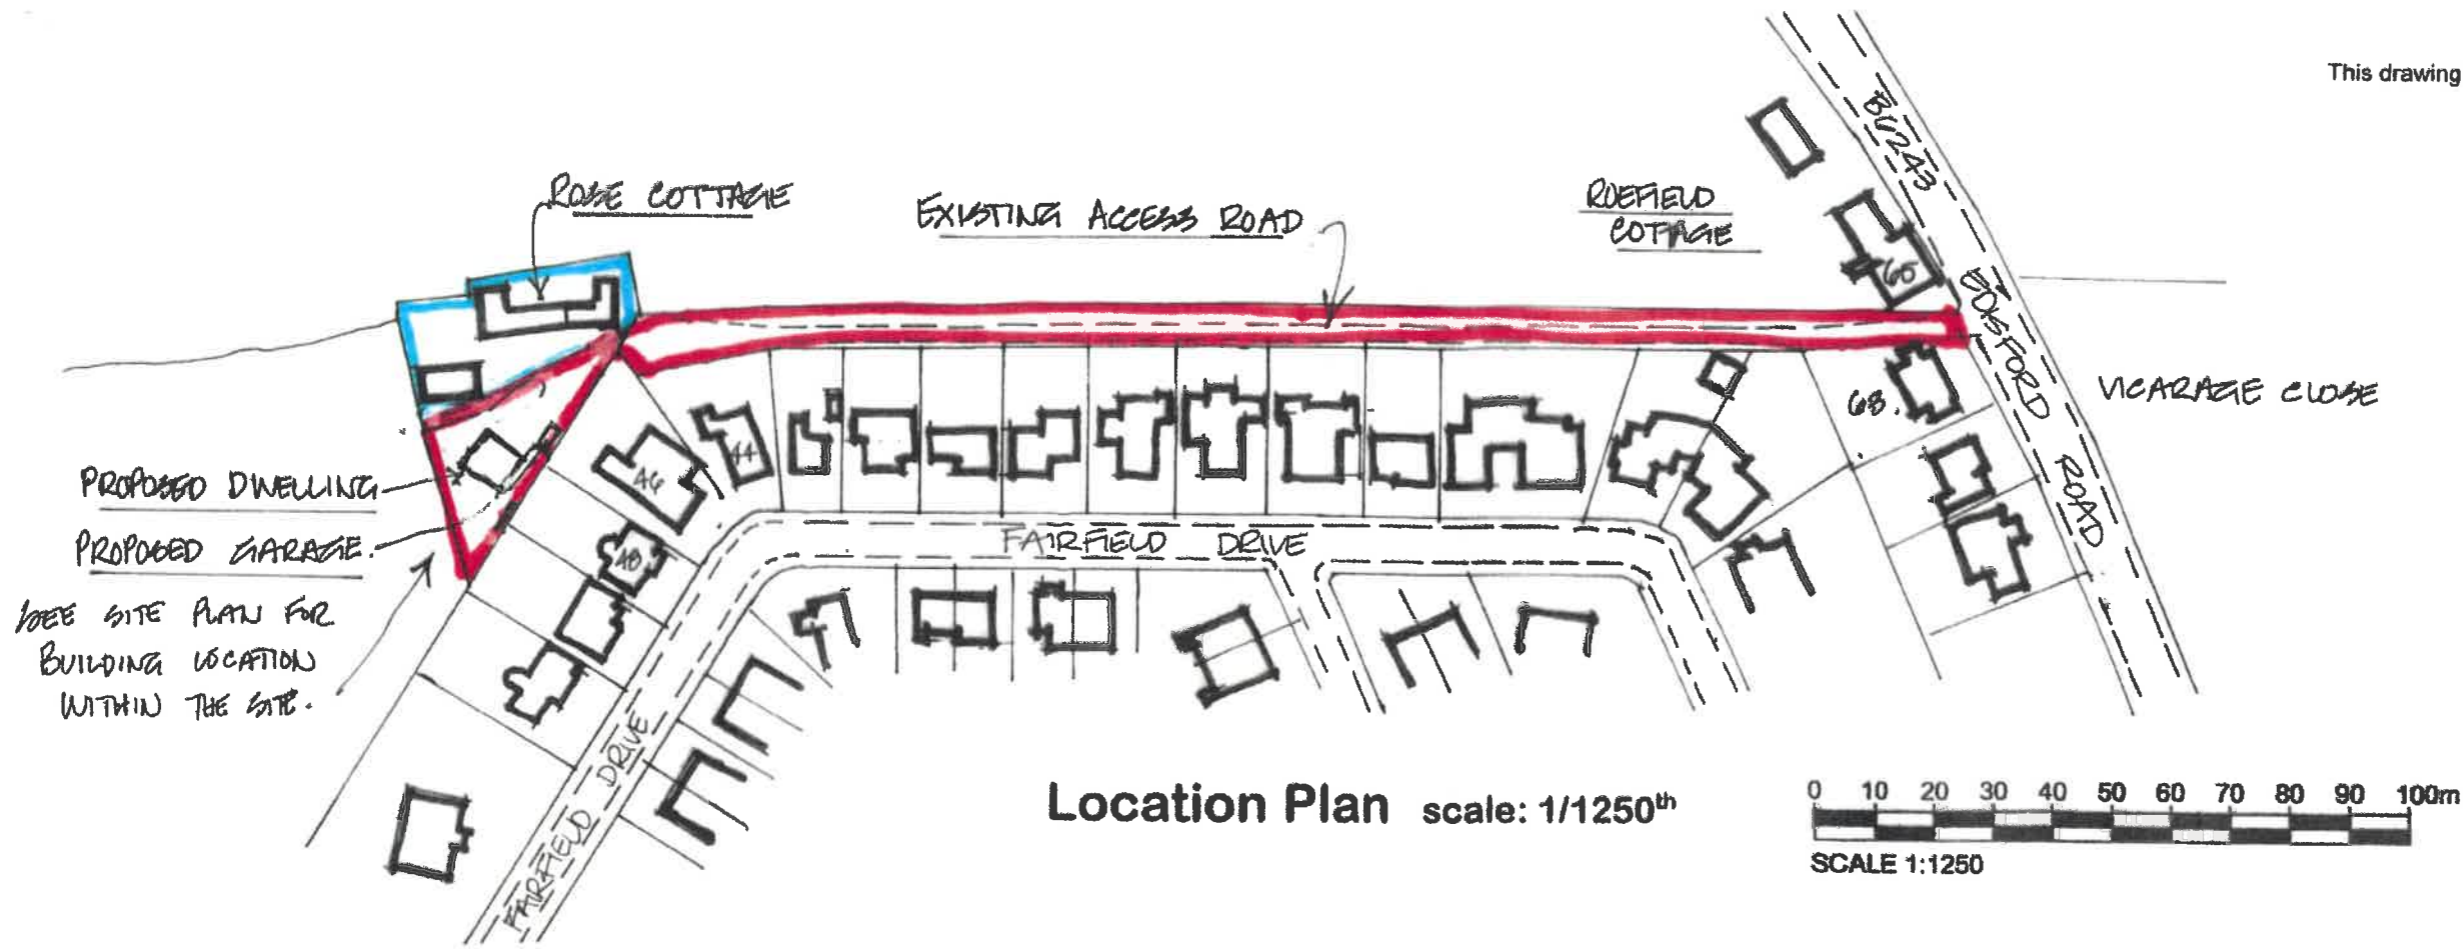 This drawing
B6243
ROSE COTTAGE
EXISTING ACCESS ROAD
ROEFIELD
COTTAGE
65
EDISFORD ROAD
VICARAGE CLOSE
68.
44
46
48
PROPOSED DWELLING
PROPOSED GARAGE.
SEE SITE PLAN FOR
BUILDING LOCATION
WITHIN THE SITE.
FAIRFIELD DRIVE
FAIRFIELD DRIVE
Location Plan scale: 1/1250th
0 10 20 30 40 50 60 70 80 90 100m
SCALE 1:1250